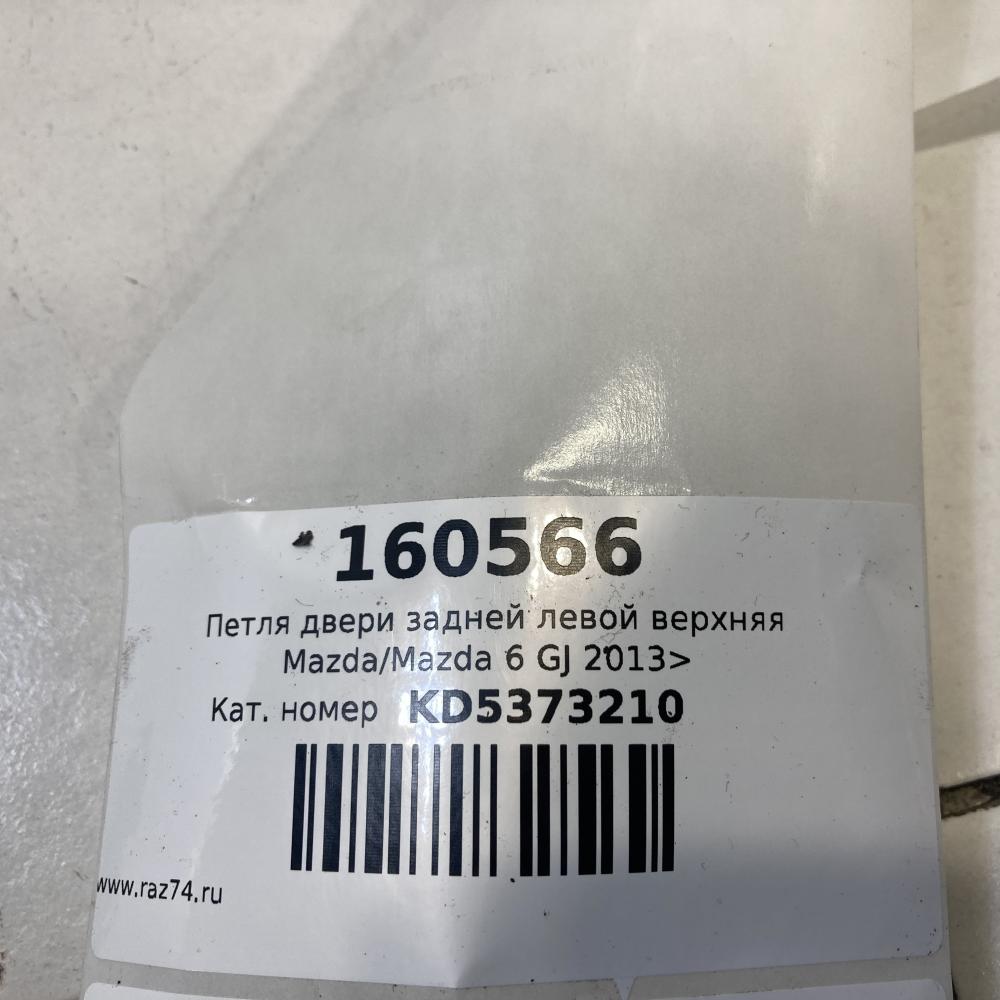 160566
Петля двери задней левой верхняя
Mazda/Mazda 6 GJ 2013>
Кат. номер KD5373210
www.raz74.ru